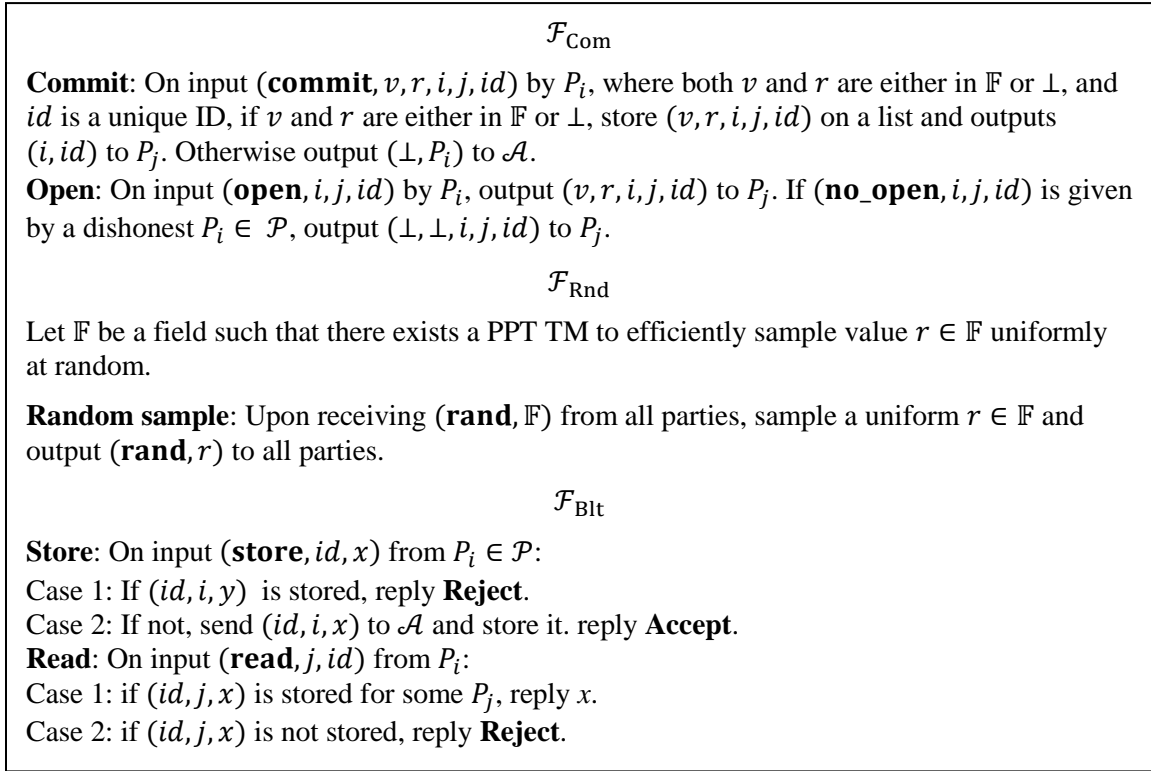 ℱ_Com
Commit: On input (commit, 𝑣, 𝑟, 𝑖, 𝑗, 𝑖𝑑) by 𝑃_𝑖, where both 𝑣 and 𝑟 are either in 𝔽 or ⊥, and
𝑖𝑑 is a unique ID, if 𝑣 and 𝑟 are either in 𝔽 or ⊥, store (𝑣, 𝑟, 𝑖, 𝑗, 𝑖𝑑) on a list and outputs
(𝑖, 𝑖𝑑) to 𝑃_𝑗. Otherwise output (⊥, 𝑃_𝑖) to 𝒜.
Open: On input (open, 𝑖, 𝑗, 𝑖𝑑) by 𝑃_𝑖, output (𝑣, 𝑟, 𝑖, 𝑗, 𝑖𝑑) to 𝑃_𝑗. If (no_open, 𝑖, 𝑗, 𝑖𝑑) is given
by a dishonest 𝑃_𝑖 ∈ 𝒫, output (⊥, ⊥, 𝑖, 𝑗, 𝑖𝑑) to 𝑃_𝑗.
ℱ_Rnd
Let 𝔽 be a field such that there exists a PPT TM to efficiently sample value 𝑟 ∈ 𝔽 uniformly
at random.
Random sample: Upon receiving (rand, 𝔽) from all parties, sample a uniform 𝑟 ∈ 𝔽 and
output (rand, 𝑟) to all parties.
ℱ_Blt
Store: On input (store, 𝑖𝑑, 𝑥) from 𝑃_𝑖 ∈ 𝒫:
Case 1: If (𝑖𝑑, 𝑖, 𝑦) is stored, reply Reject.
Case 2: If not, send (𝑖𝑑, 𝑖, 𝑥) to 𝒜 and store it. reply Accept.
Read: On input (read, 𝑗, 𝑖𝑑) from 𝑃_𝑖:
Case 1: if (𝑖𝑑, 𝑗, 𝑥) is stored for some 𝑃_𝑗, reply x.
Case 2: if (𝑖𝑑, 𝑗, 𝑥) is not stored, reply Reject.